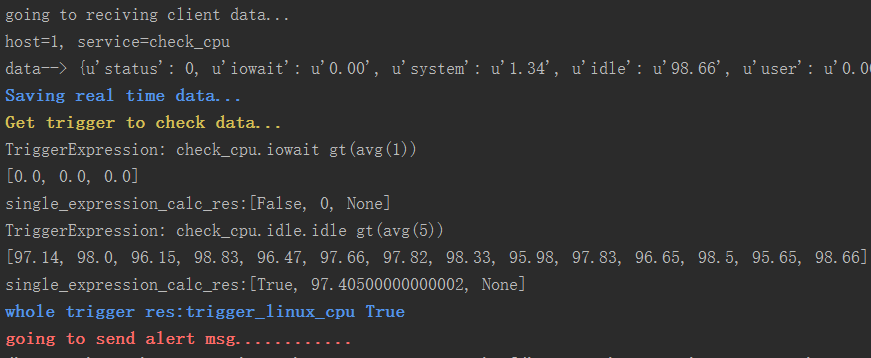 going to reciving client data...
host=1, service=check_cpu
data--> {u'status': 0, u'iowait': u'0.00', u'system': u'1.34', u'idle': u'98.66', u'user': u'0.0
Saving real time data...
Get trigger to check data...
TriggerExpression: check_cpu.iowait gt(avg(1))
[0.0, 0.0, 0.0]
single_expression_calc_res:[False, 0, None]
TriggerExpression: check_cpu.idle.idle gt(avg(5))
[97.14, 98.0, 96.15, 98.83, 96.47, 97.66, 97.82, 98.33, 95.98, 97.83, 96.65, 98.5, 95.65, 98.66]
single_expression_calc_res:[True, 97.40500000000002, None]
whole trigger res:trigger_linux_cpu True
going to send alert msg............